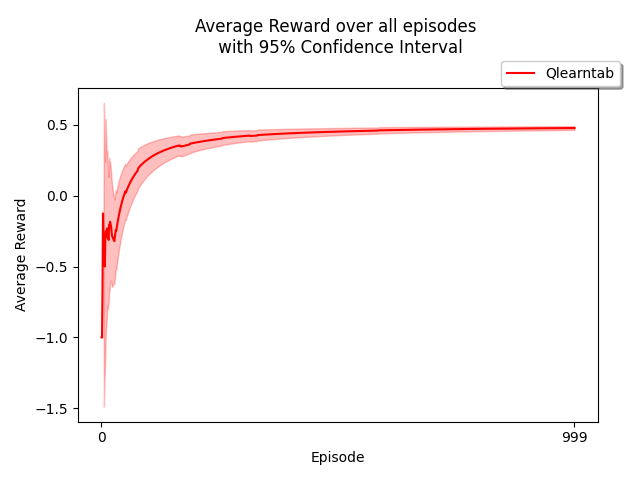 Average Reward over all episodes
with 95% Confidence Interval
Qlearntab
0.5
0.0
−0.5
−1.0
−1.5
Average Reward
0
999
Episode